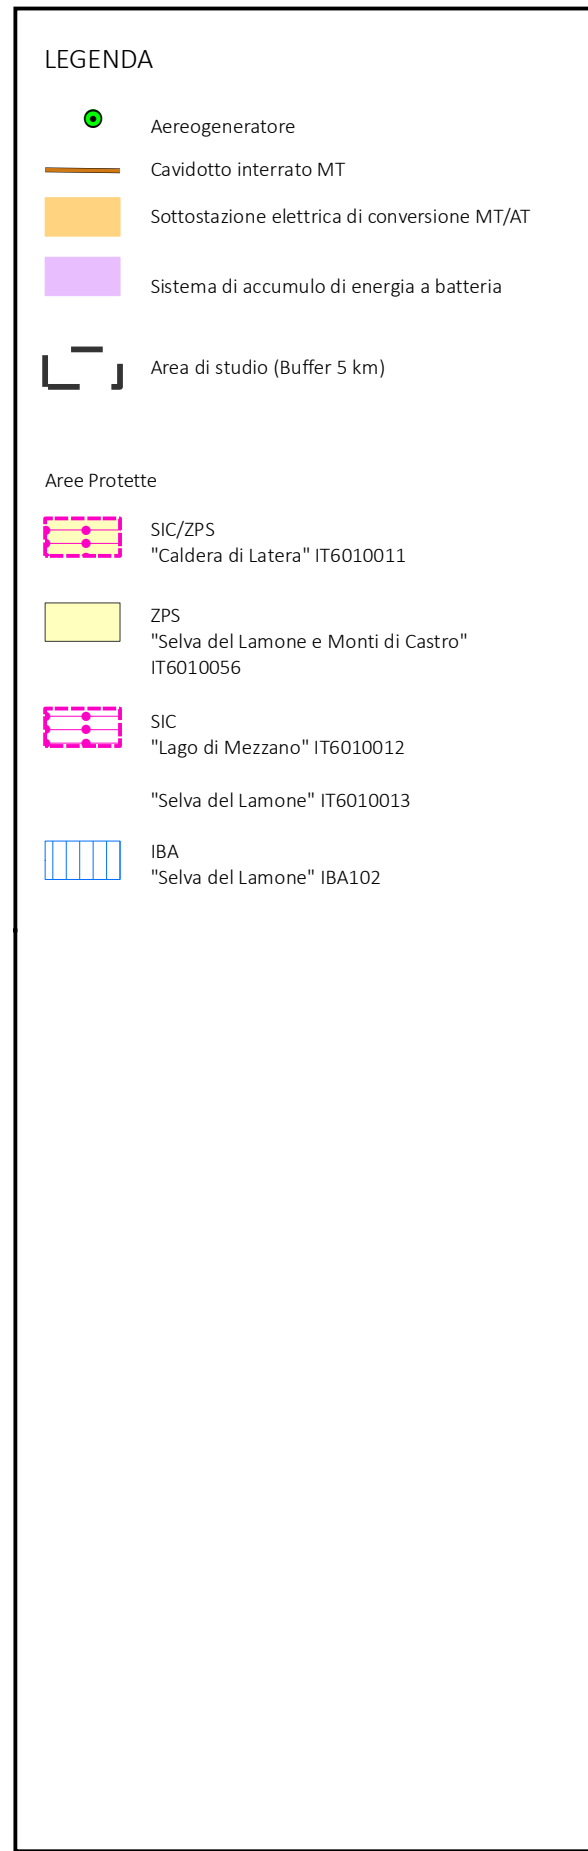 LEGENDA
Aereogeneratore
Cavidotto interrato MT
Sottostazione elettrica di conversione MT/AT
Sistema di accumulo di energia a batteria
Area di studio (Buffer 5 km)
Aree Protette
SIC/ZPS
"Caldera di Latera" IT6010011
ZPS
"Selva del Lamone e Monti di Castro"
IT6010056
SIC
"Lago di Mezzano" IT6010012
"Selva del Lamone" IT6010013
IBA
"Selva del Lamone" IBA102